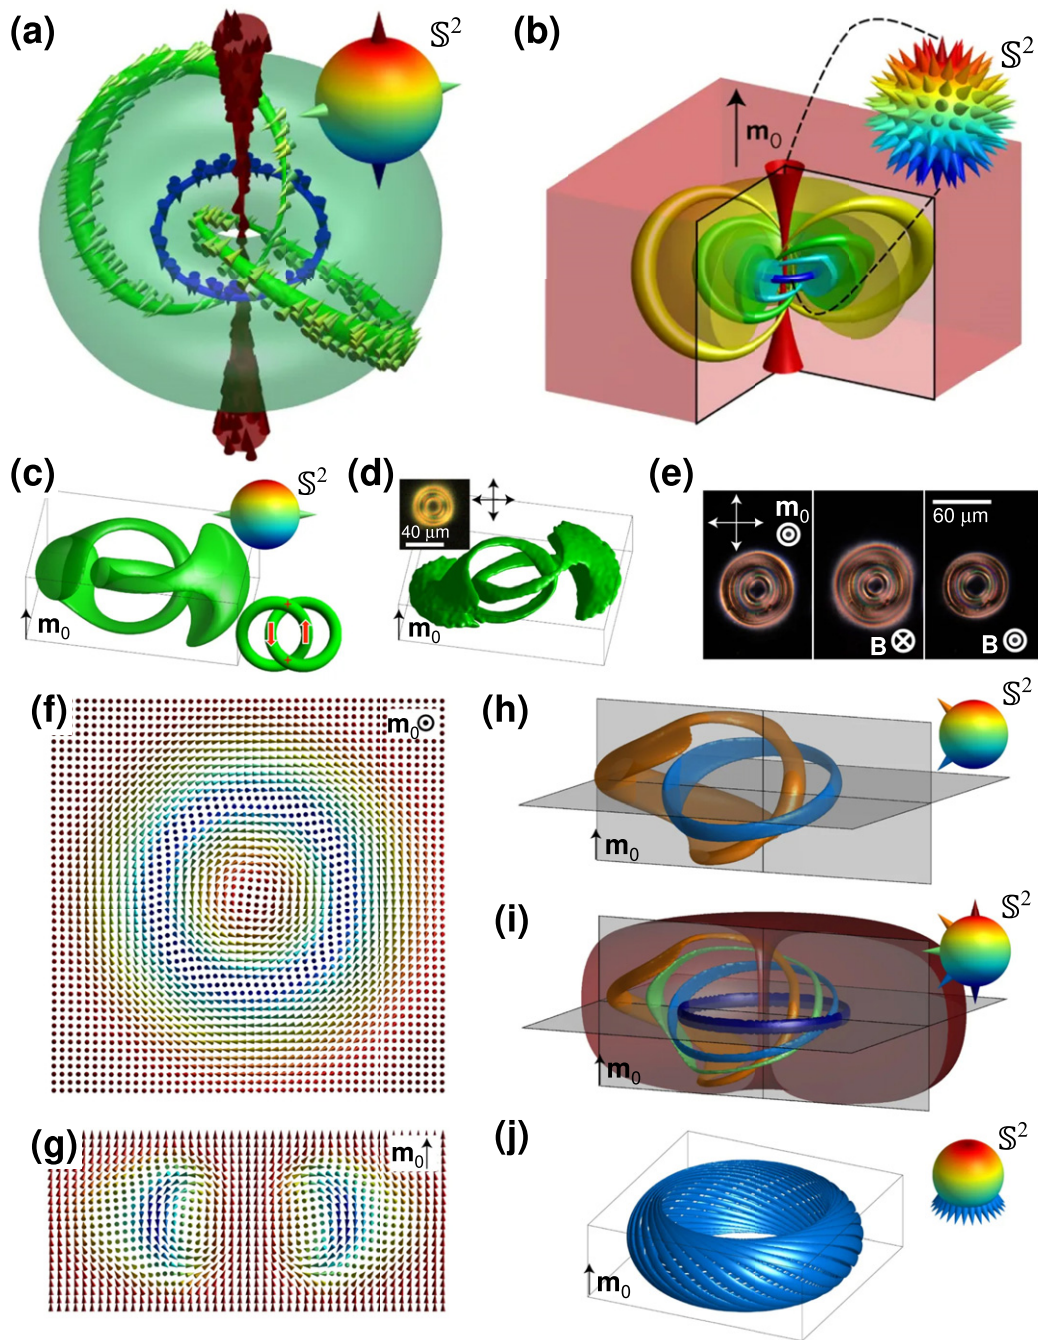 (a)
𝕊²
(b)
𝕊²
m₀
(c)
𝕊²
m₀
(d)
40 μm
m₀
(e)
m₀
60 μm
B
B
(f)
m₀
(g)
m₀
(h)
𝕊²
m₀
(i)
𝕊²
m₀
(j)
𝕊²
m₀